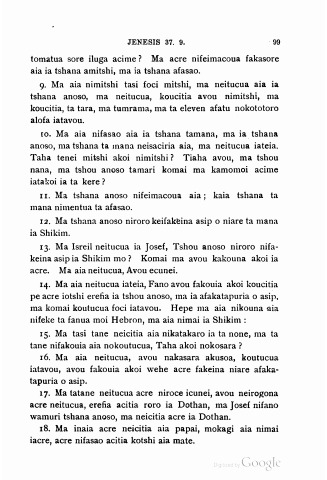 JENESIS 37. 9. 99
tomatua sore iluga acime? Ma acre nifeimacoua fakasore
aia ia tshana amitshi, ma ia tshana afasao.
9. Ma aia nimitshi tasi foci mitshi, ma neitucua aia ia
tshana anoso, ma neitucua, koucitia avou nimitshi, ma
koucitia, ta tara, ma tumrama, ma ta eleven afatu nokototoro
alofa iatavou.
10. Ma aia nifasao aia ia tshana tamana, ma ia tshana
anoso, ma tshana ta mana neisaciria aia, ma neitucua iateia.
Taha tenei mitshi akoi nimitshi? Tiaha avou, ma tshou
nana, ma tshou anoso tamari komai ma kamomoi acime
iatakoi ia ta kere?
11. Ma tshana anoso nifeimacoua aia; kaia tshana ta
mana nimentua ta afasao.
12. Ma tshana anoso niroro keifakeina asip o niare ta mana
ia Shikim.
13. Ma Isreil neitucua ia Josef, Tshou anoso niroro nifa-
keina asip ia Shikim mo? Komai ma avou kakouna akoi ia
acre. Ma aia neitucua, Avou ecunei.
14. Ma aia neitucua iateia, Fano avou fakouia akoi koucitia
pe acre iotshi erefia ia tshou anoso, ma ia afakatapuria o asip,
ma komai koutucua foci iatavou. Hepe ma aia nikouna aia
nifeke ta fanua moi Hebron, ma aia nimai ia Shikim:
15. Ma tasi tane neicitia aia nikatakaro ia ta none, ma ta
tane nifakouia aia nokoutucua, Taha akoi nokosara?
16. Ma aia neitucua, avou nakasara akusoa, koutucua
iatavou, avou fakouia akoi wehe acre fakeina niare afaka-
tapuria o asip.
17. Ma tatane neitucua acre niroce icunei, avou neirogona
acre neitucua, erefia acitia roro ia Dothan, ma Josef nifano
wamuri tshana anoso, ma neicitia acre ia Dothan.
18. Ma inaia acre neicitia aia papai, mokagi aia nimai
iacre, acre nifasao acitia kotshi aia mate.
Digitized by Google